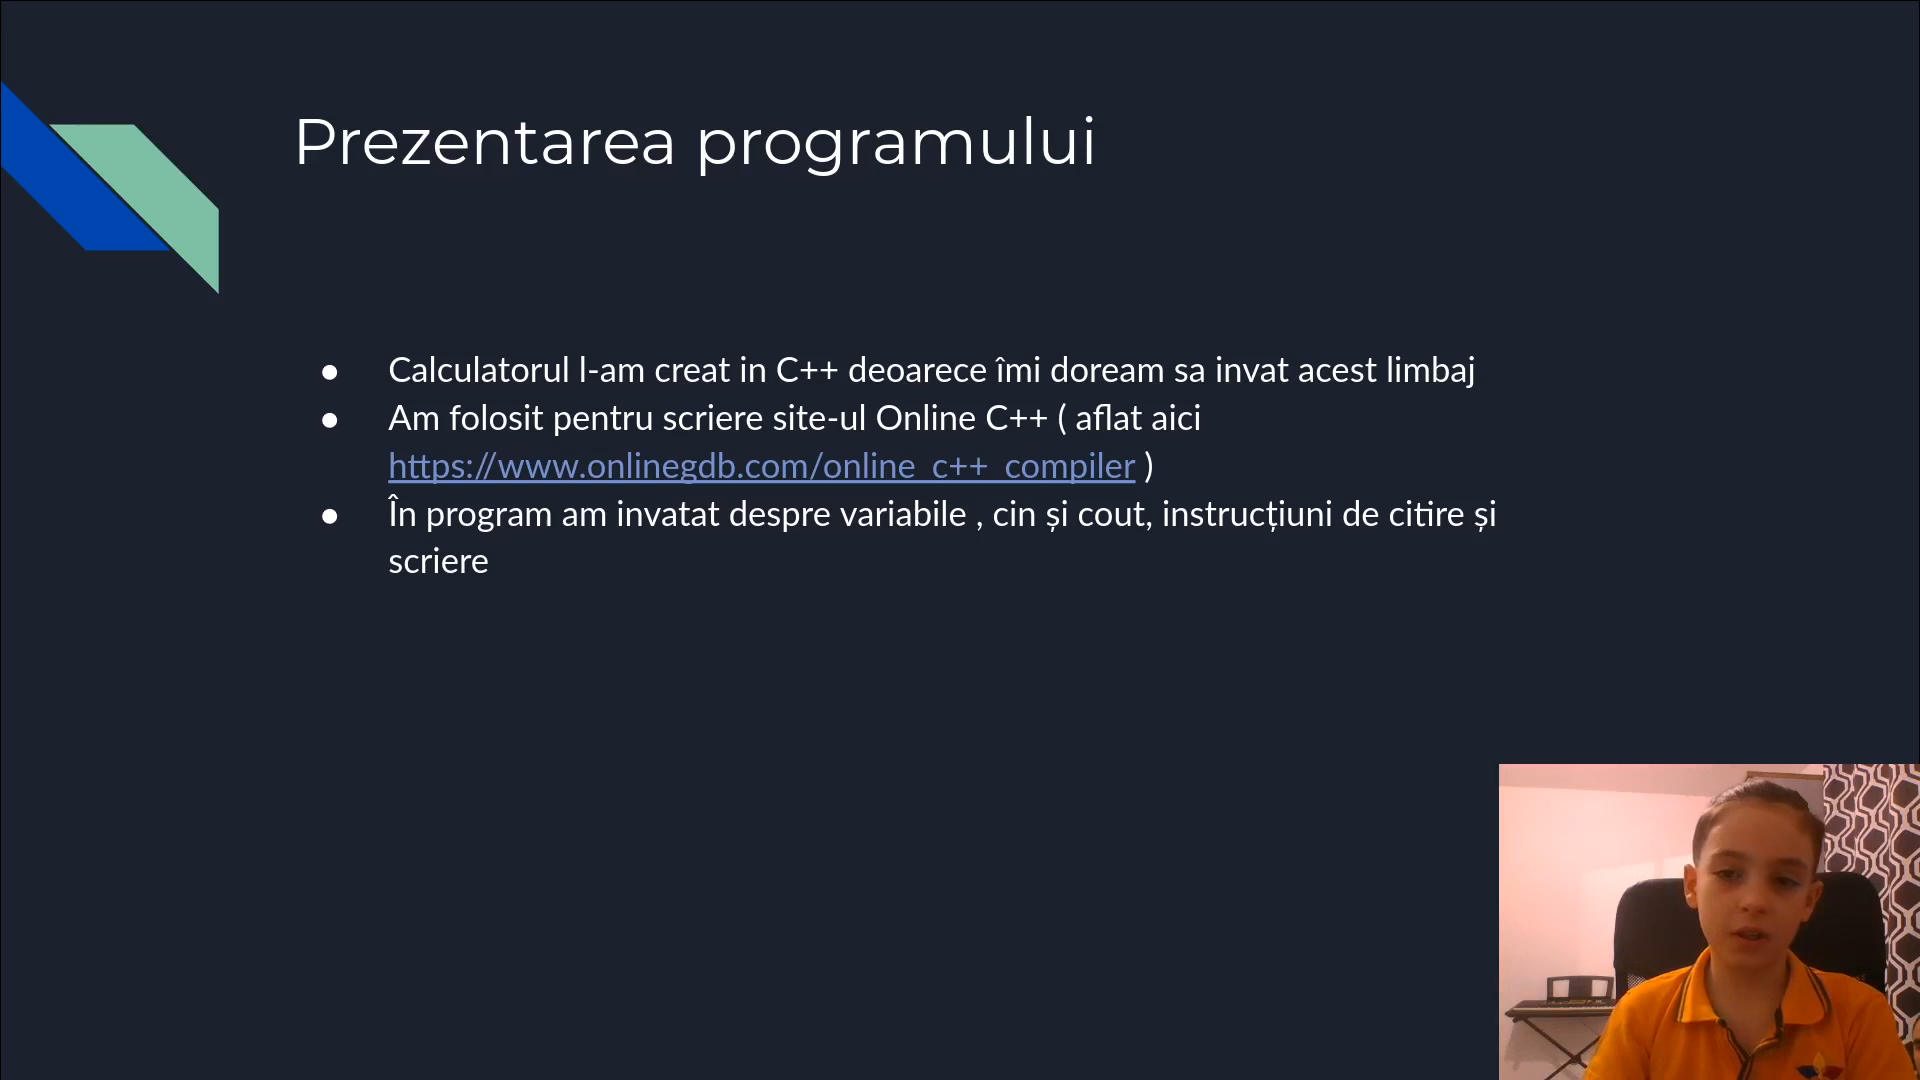 Prezentarea programului
● Calculatorul l-am creat in C++ deoarece îmi doream sa invat acest limbaj
● Am folosit pentru scriere site-ul Online C++ ( aflat aici
https://www.onlinegdb.com/online_c++_compiler )
● În program am invatat despre variabile , cin și cout, instrucțiuni de citire și
scriere